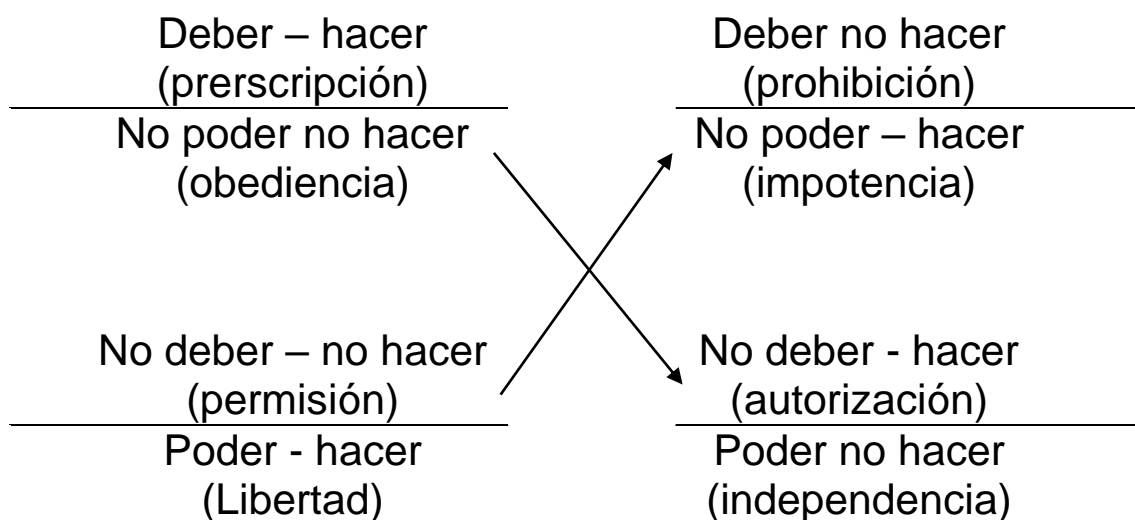 Deber – hacer
(prerscripción)
No poder no hacer
(obediencia)
Deber no hacer
(prohibición)
No poder – hacer
(impotencia)
No deber – no hacer
(permisión)
Poder - hacer
(Libertad)
No deber - hacer
(autorización)
Poder no hacer
(independencia)